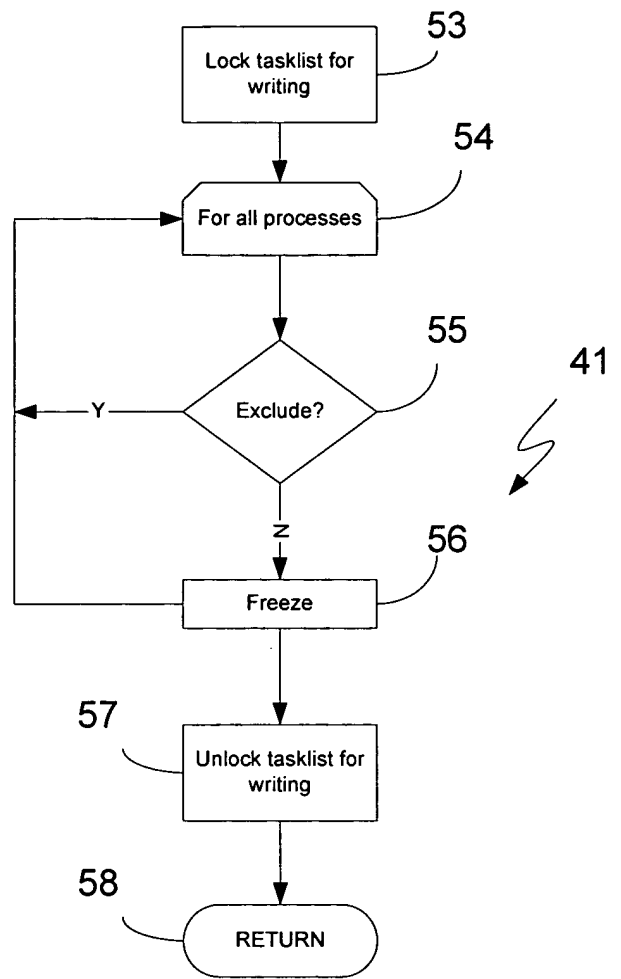 53
Lock tasklist for
writing
54
For all processes
55
41
Exclude?
Y
N
56
Freeze
57
Unlock tasklist for
writing
58
RETURN